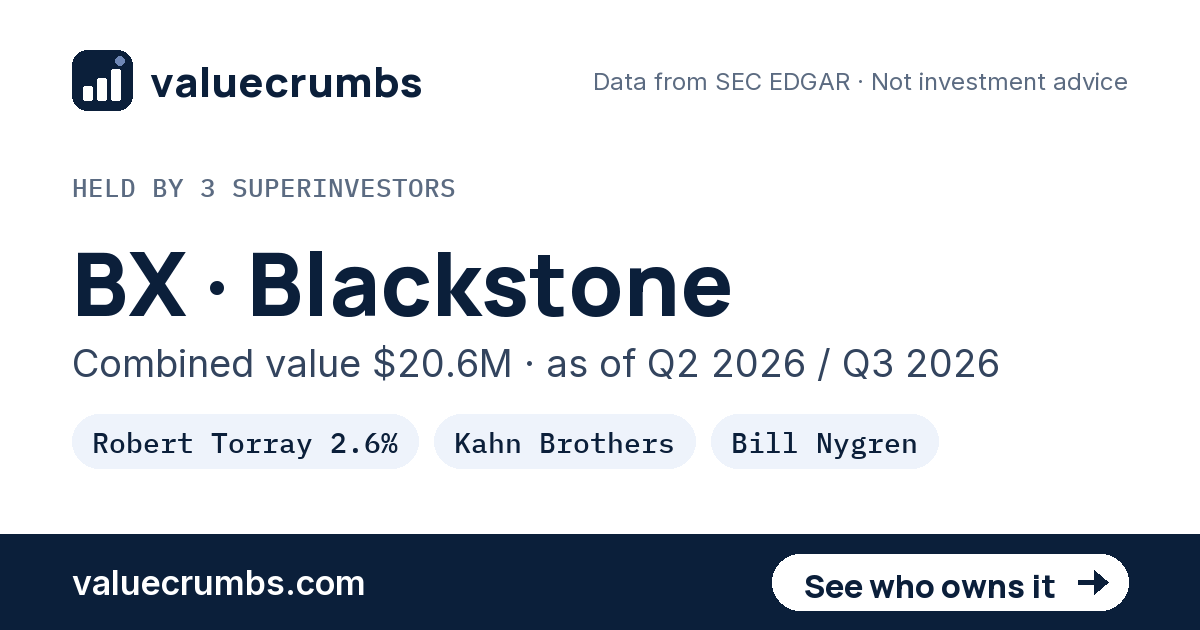 valuecrumbs
Data from SEC EDGAR · Not investment advice
HELD BY 3 SUPERINVESTORS
BX · Blackstone
Combined value $20.6M · as of Q2 2026 / Q3 2026
Robert Torray 2.6%
Kahn Brothers
Bill Nygren
valuecrumbs.com
See who owns it →